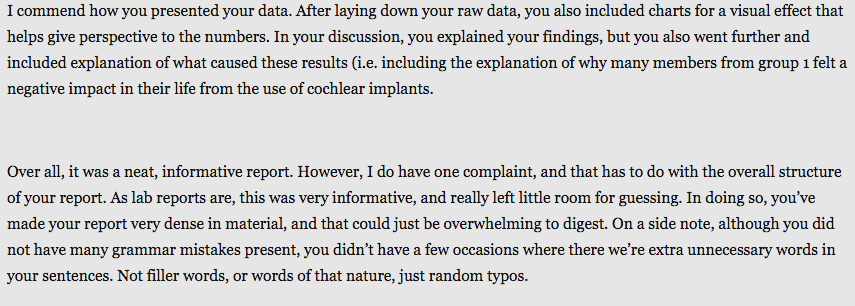 I commend how you presented your data. After laying down your raw data, you also included charts for a visual effect that
helps give perspective to the numbers. In your discussion, you explained your findings, but you also went further and
included explanation of what caused these results (i.e. including the explanation of why many members from group 1 felt a
negative impact in their life from the use of cochlear implants.
Over all, it was a neat, informative report. However, I do have one complaint, and that has to do with the overall structure
of your report. As lab reports are, this was very informative, and really left little room for guessing. In doing so, you’ve
made your report very dense in material, and that could just be overwhelming to digest. On a side note, although you did
not have many grammar mistakes present, you didn’t have a few occasions where there we’re extra unnecessary words in
your sentences. Not filler words, or words of that nature, just random typos.